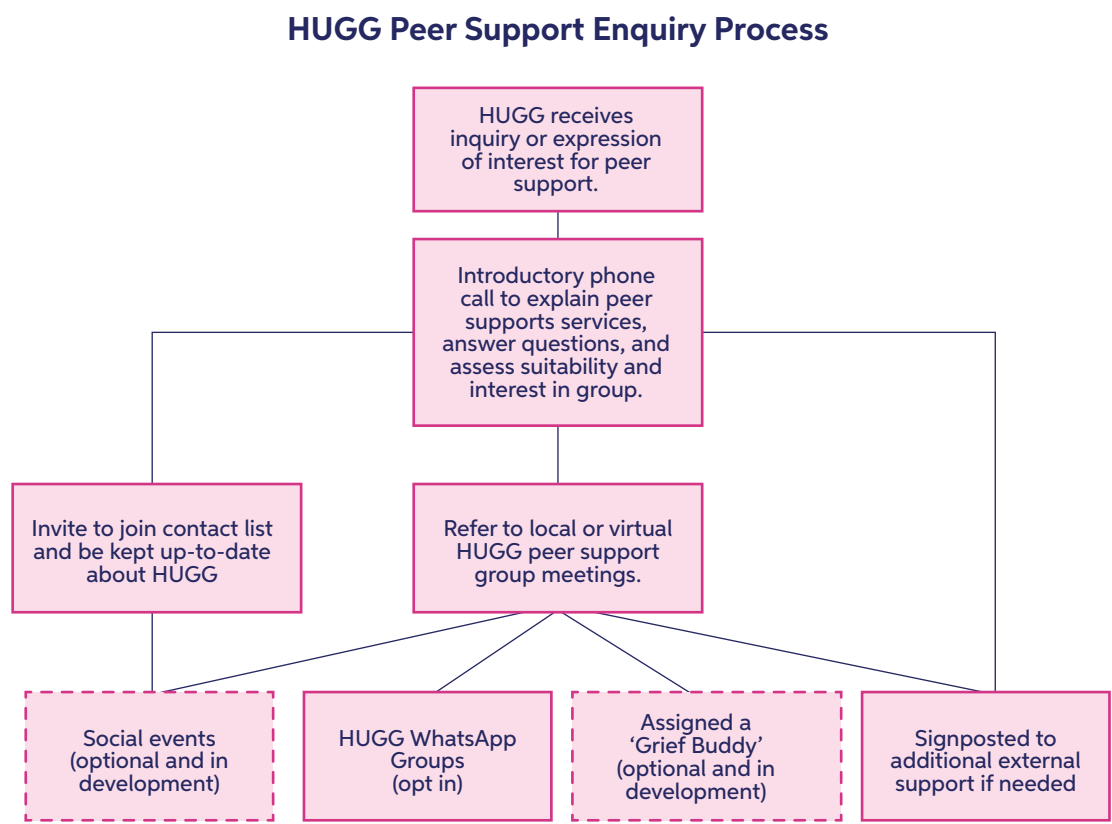 HUGG Peer Support Enquiry Process
HUGG receives
inquiry or expression
of interest for peer
support.
Introductory phone
call to explain peer
supports services,
answer questions, and
assess suitability and
interest in group.
Invite to join contact list
and be kept up-to-date
about HUGG
Refer to local or virtual
HUGG peer support
group meetings.
Social events
(optional and in
development)
HUGG WhatsApp
Groups
(opt in)
Assigned a
‘Grief Buddy’
(optional and in
development)
Signposted to
additional external
support if needed